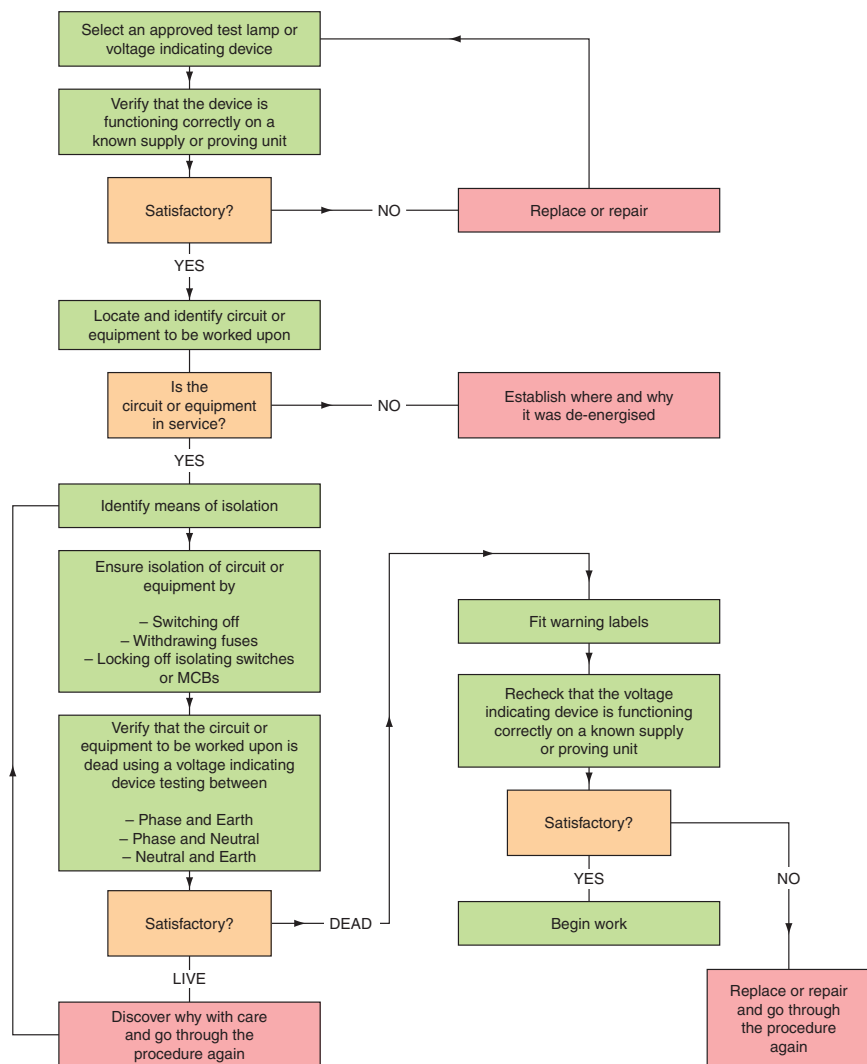 Select an approved test lamp or
voltage indicating device
Verify that the device is
functioning correctly on a
known supply or proving unit
Satisfactory?
NO
Replace or repair
YES
Locate and identify circuit or
equipment to be worked upon
Is the
circuit or equipment
in service?
NO
Establish where and why
it was de-energised
YES
Identify means of isolation
Ensure isolation of circuit or
equipment by
– Switching off
– Withdrawing fuses
– Locking off isolating switches
or MCBs
Verify that the circuit or
equipment to be worked upon is
dead using a voltage indicating
device testing between
– Phase and Earth
– Phase and Neutral
– Neutral and Earth
Satisfactory?
DEAD
LIVE
Discover why with care
and go through the
procedure again
Fit warning labels
Recheck that the voltage
indicating device is functioning
correctly on a known supply
or proving unit
Satisfactory?
YES
NO
Begin work
Replace or repair
and go through
the procedure
again